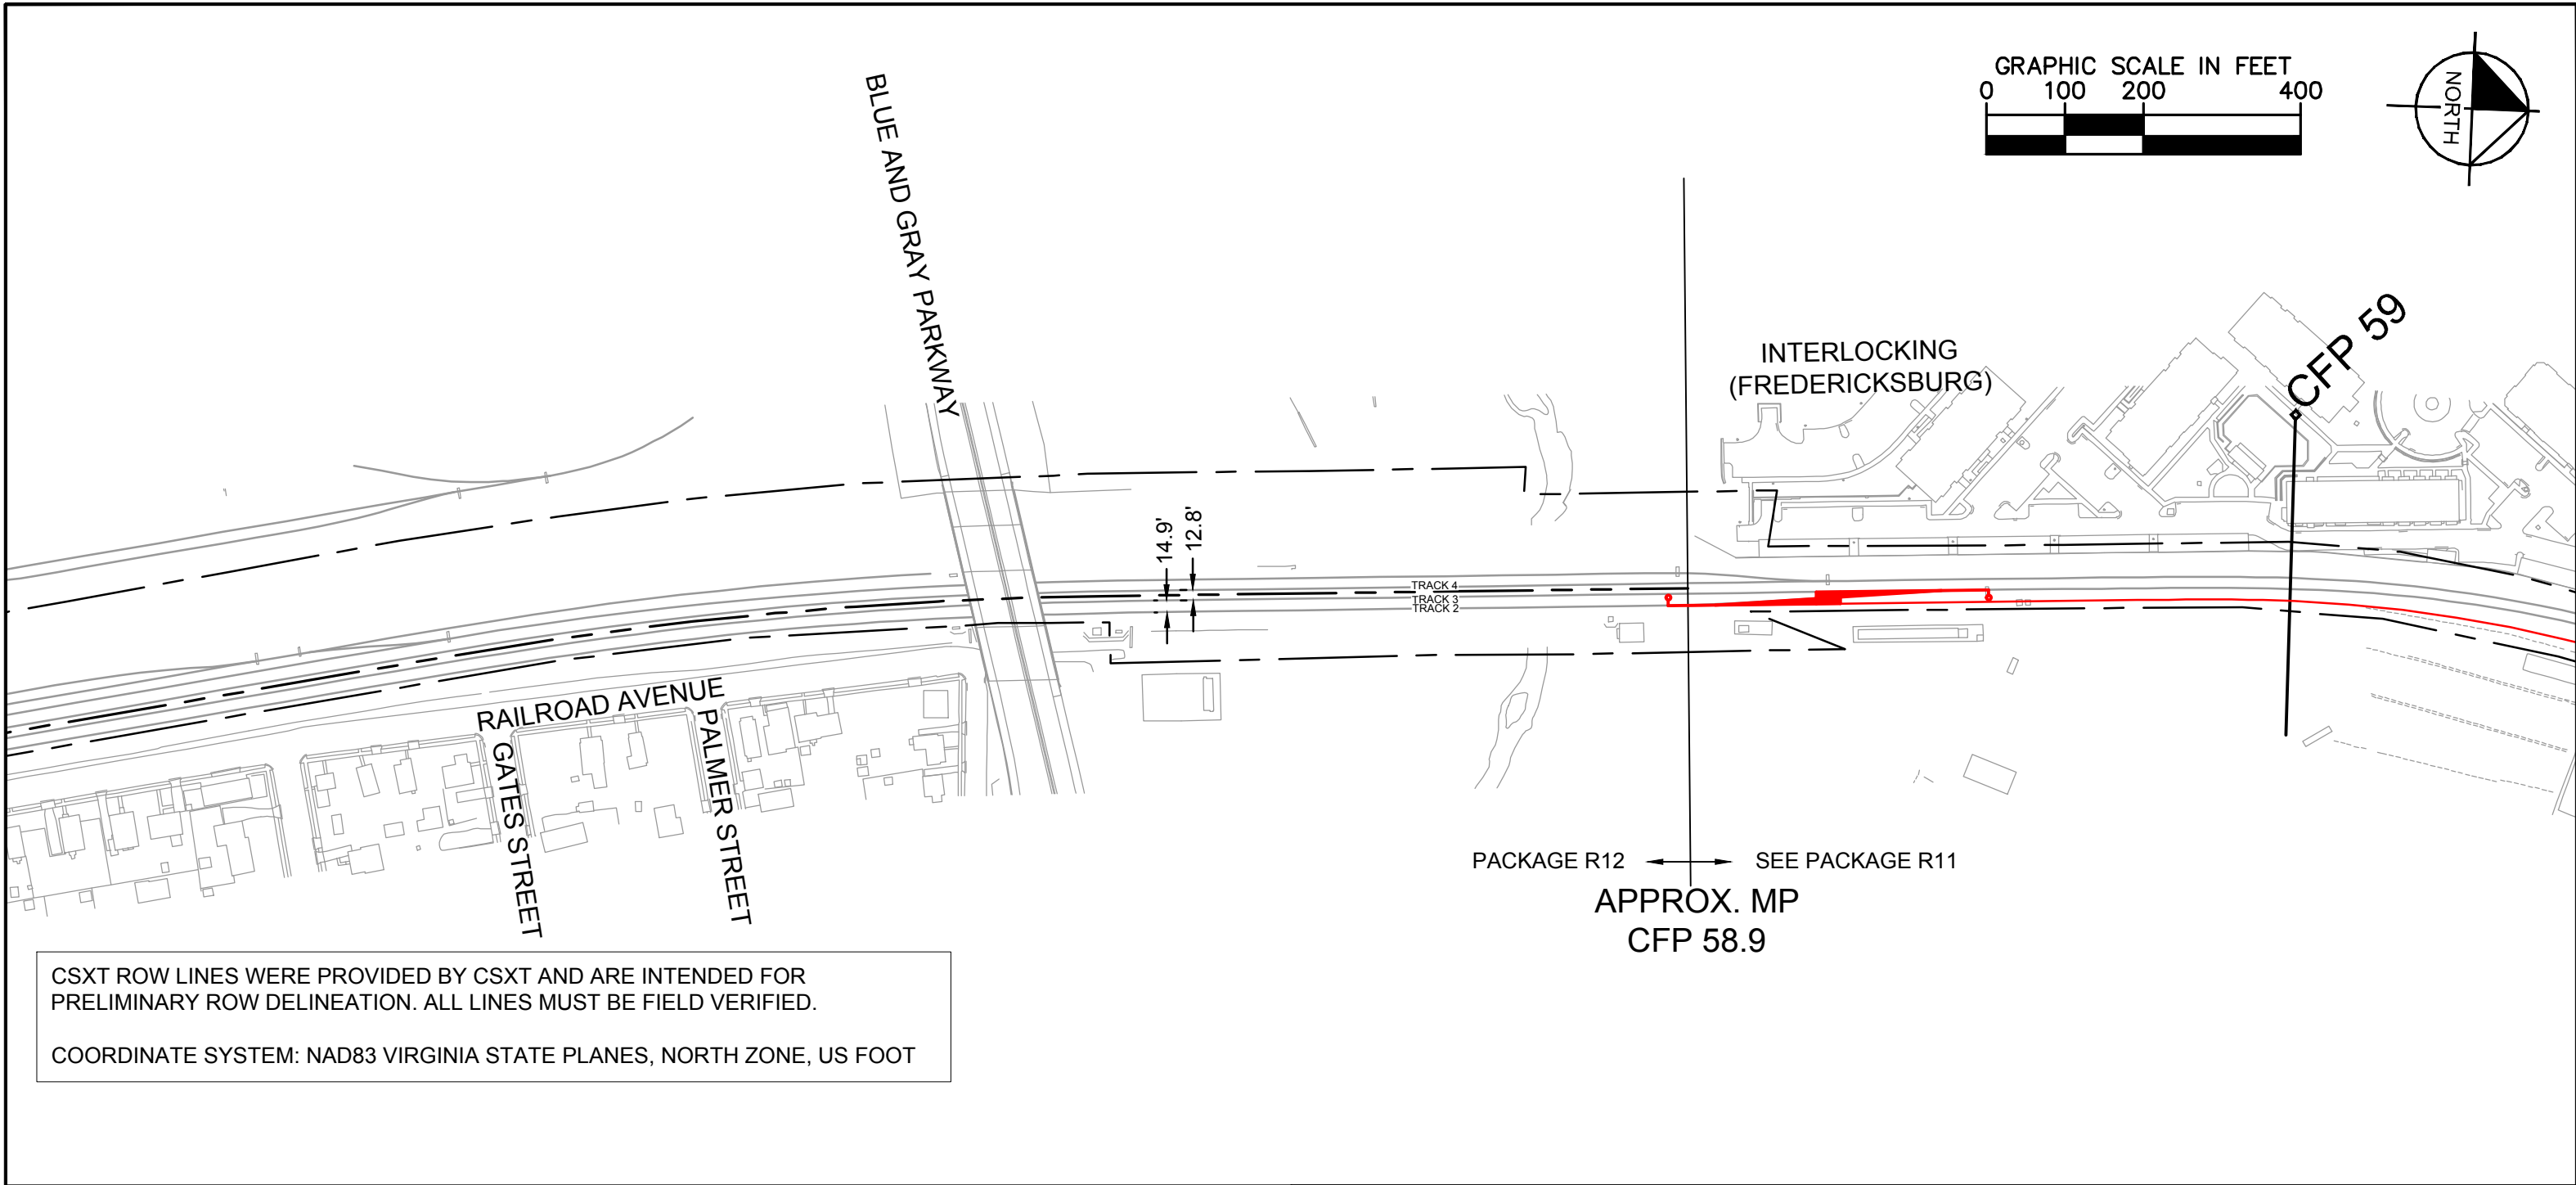 GRAPHIC SCALE IN FEET
0 100 200 400
NORTH
BLUE AND GRAY PARKWAY
CFP 59
INTERLOCKING
(FREDERICKSBURG)
14.9'
12.8'
TRACK 4
TRACK 3
TRACK 2
RAILROAD AVENUE
GATES STREET
PALMER STREET
PACKAGE R12
SEE PACKAGE R11
APPROX. MP
CFP 58.9
CSXT ROW LINES WERE PROVIDED BY CSXT AND ARE INTENDED FOR
PRELIMINARY ROW DELINEATION. ALL LINES MUST BE FIELD VERIFIED.
COORDINATE SYSTEM: NAD83 VIRGINIA STATE PLANES, NORTH ZONE, US FOOT